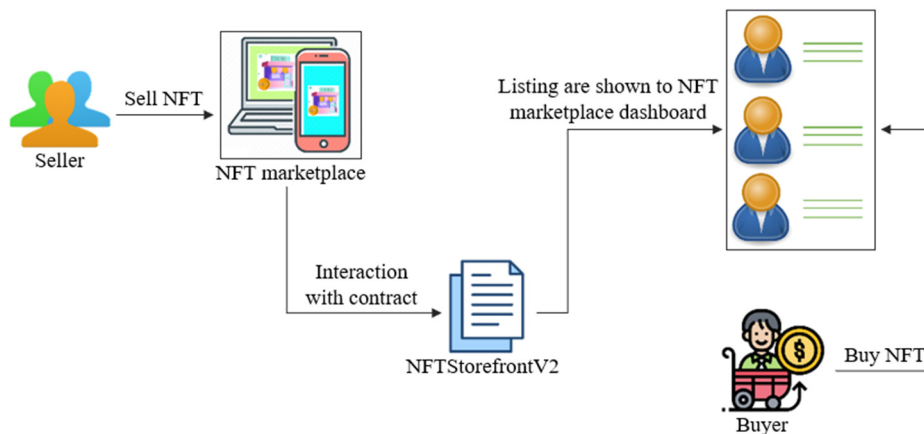 Sell NFT
Seller
NFT marketplace
Listing are shown to NFT
marketplace dashboard
Interaction
with contract
NFTStorefrontV2
Buy NFT
Buyer